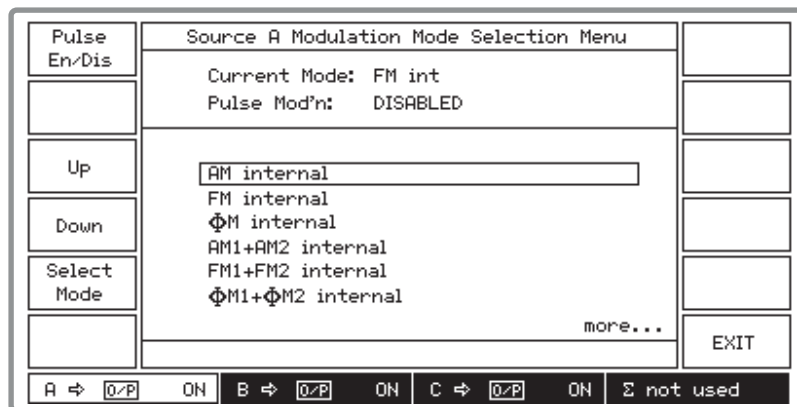 Pulse
En/Dis
Up
Down
Select
Mode
Source A Modulation Mode Selection Menu
Current Mode: FM int
Pulse Mod'n: DISABLED
AM internal
FM internal
ΦM internal
AM1+AM2 internal
FM1+FM2 internal
ΦM1+ΦM2 internal
more...
EXIT
A ⇨ O/P ON B ⇨ O/P ON C ⇨ O/P ON Σ not used